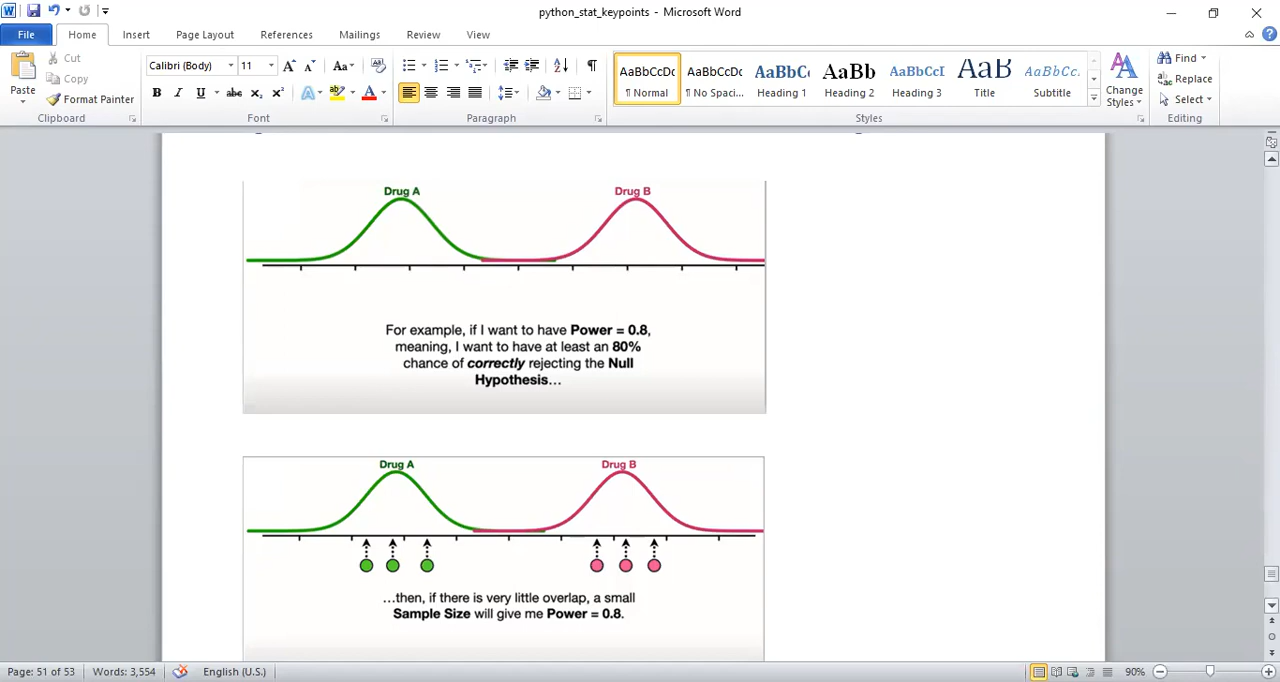 python_stat_keypoints - Microsoft Word
File Home Insert Page Layout References Mailings Review View
Paste
Cut
Copy
Format Painter
Clipboard
Calibri (Body) 11
Font
Paragraph
AaBbCcDc
¶ Normal
AaBbCcDc
¶ No Spaci...
AaBbC
Heading 1
AaBb
Heading 2
AaBbCcI
Heading 3
AaB
Title
AaBbCc.
Subtitle
Change
Styles
Styles
Find
Replace
Select
Editing
Drug A Drug B
For example, if I want to have Power = 0.8,
meaning, I want to have at least an 80%
chance of correctly rejecting the Null
Hypothesis...
Drug A Drug B
...then, if there is very little overlap, a small
Sample Size will give me Power = 0.8.
Page: 51 of 53 Words: 3,554 English (U.S.) 90%